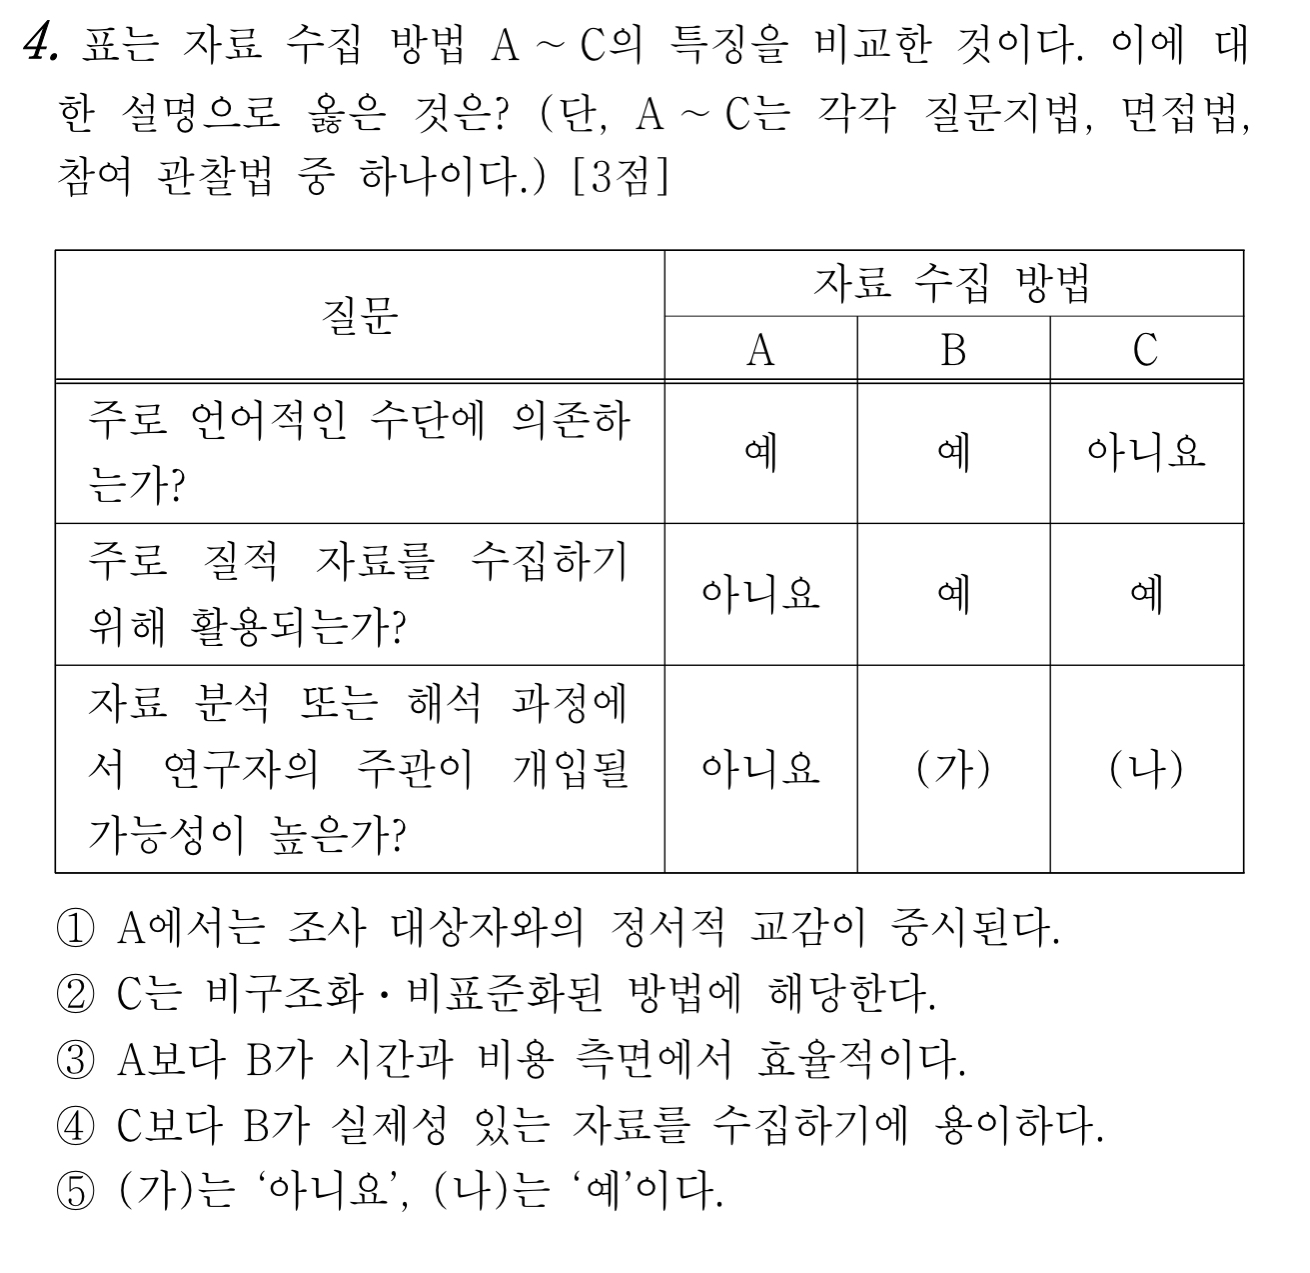 4. 표는 자료 수집 방법 A ~ C의 특징을 비교한 것이다. 이에 대
한 설명으로 옳은 것은? (단, A ~ C는 각각 질문지법, 면접법,
참여 관찰법 중 하나이다.) [3점]
질문
자료 수집 방법
A B C
주로 언어적인 수단에 의존하
는가?
예 예 아니요
주로 질적 자료를 수집하기
위해 활용되는가?
아니요 예 예
자료 분석 또는 해석 과정에
서 연구자의 주관이 개입될
가능성이 높은가?
아니요 (가) (나)
① A에서는 조사 대상자와의 정서적 교감이 중시된다.
② C는 비구조화·비표준화된 방법에 해당한다.
③ A보다 B가 시간과 비용 측면에서 효율적이다.
④ C보다 B가 실제성 있는 자료를 수집하기에 용이하다.
⑤ (가)는 ‘아니요’, (나)는 ‘예’이다.